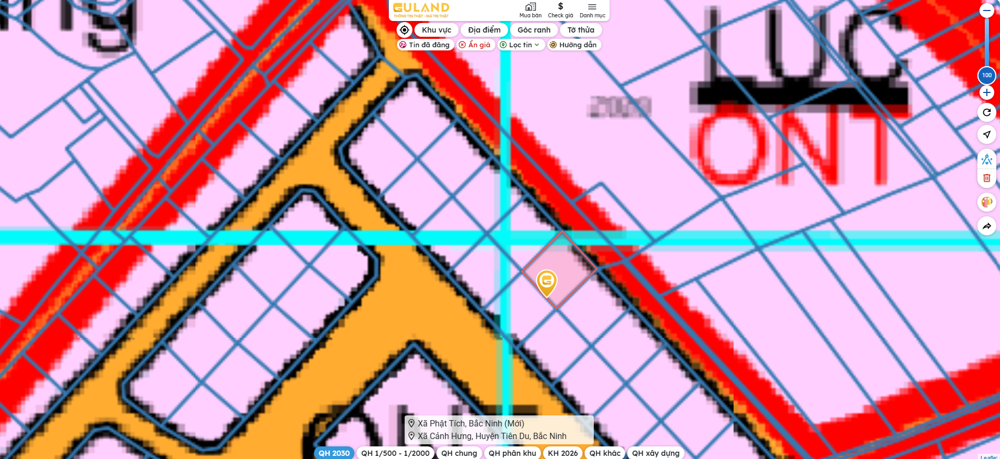 GULAND
THÔNG TIN THẬT - GIÁ TRỊ THẬT
Mua bán
$
Check giá
Danh mục
Khu vực
Địa điểm
Góc ranh
Tờ thửa
Tin đã đăng
Ẩn giá
Lọc tin
Hướng dẫn
100
LUC
ONT
G
Xã Phật Tích, Bắc Ninh (Mới)
Xã Cảnh Hưng, Huyện Tiên Du, Bắc Ninh
QH 2030
QH 1/500 - 1/2000
QH chung
QH phân khu
KH 2026
QH khác
QH xây dựng
Leaflet